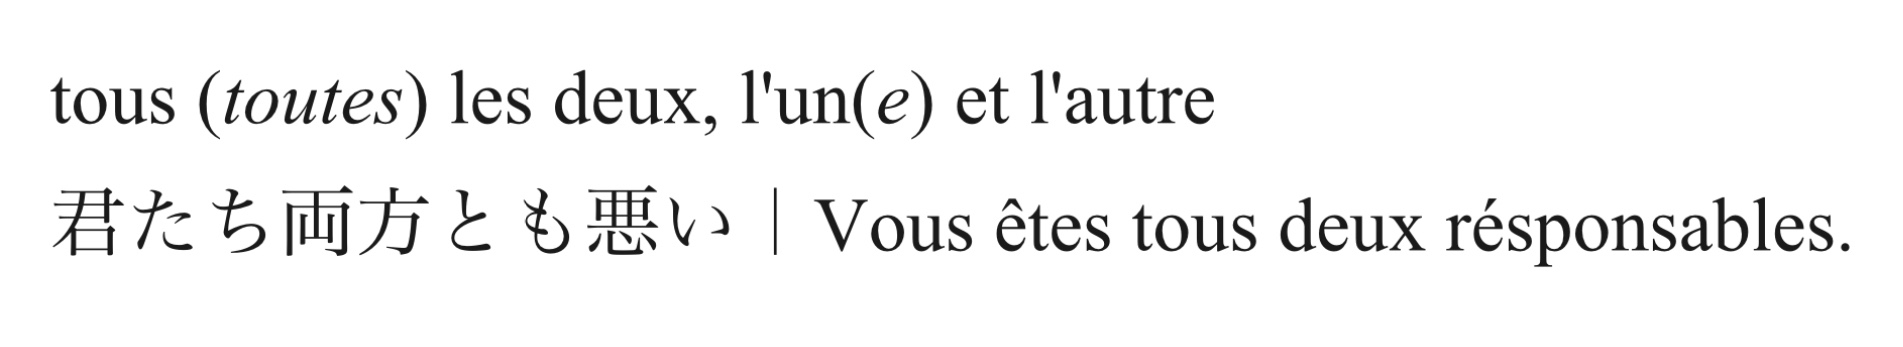 tous (toutes) les deux, l'un(e) et l'autre
君たち両方とも悪い｜Vous êtes tous deux résponsables.